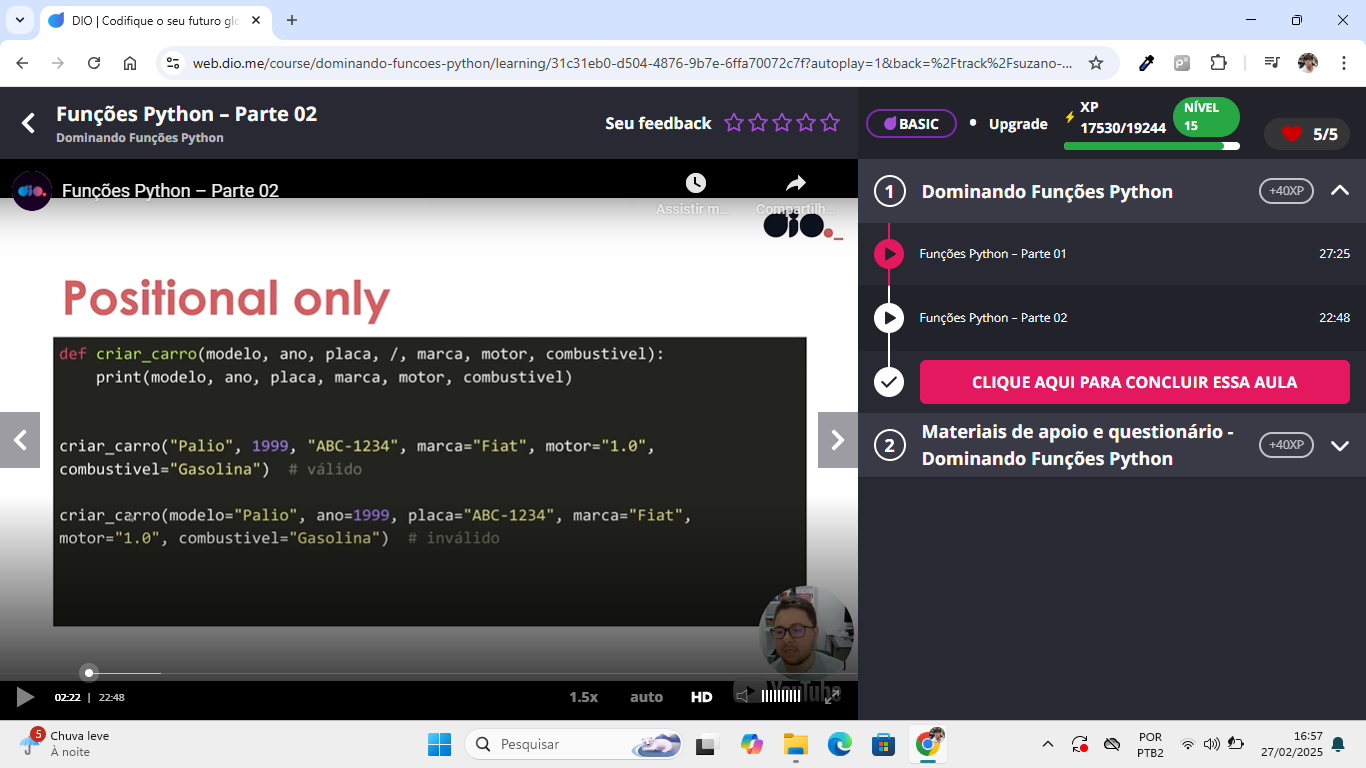 DIO | Codifique o seu futuro glo
web.dio.me/course/dominando-funcoes-python/learning/31c31eb0-d504-4876-9b7e-6ffa70072c7f?autoplay=1&back=%2Ftrack%2Fsuzano-...
Funções Python – Parte 02
Dominando Funções Python
Seu feedback
BASIC
• Upgrade
XP
17530/19244
NÍVEL
15
5/5
dio.
Funções Python – Parte 02
Assistir m...
Compartilh...
dio._
Positional only
def criar_carro(modelo, ano, placa, /, marca, motor, combustivel):
    print(modelo, ano, placa, marca, motor, combustivel)
criar_carro("Palio", 1999, "ABC-1234", marca="Fiat", motor="1.0",
combustivel="Gasolina")  # válido
criar_carro(modelo="Palio", ano=1999, placa="ABC-1234", marca="Fiat",
motor="1.0", combustivel="Gasolina")  # inválido
02:22 | 22:48
1.5x
auto
HD
YouTube
1
Dominando Funções Python
+40XP
Funções Python – Parte 01
27:25
Funções Python – Parte 02
22:48
CLIQUE AQUI PARA CONCLUIR ESSA AULA
2
Materiais de apoio e questionário -
Dominando Funções Python
+40XP
5
Chuva leve
À noite
Pesquisar
POR
PTB2
16:57
27/02/2025